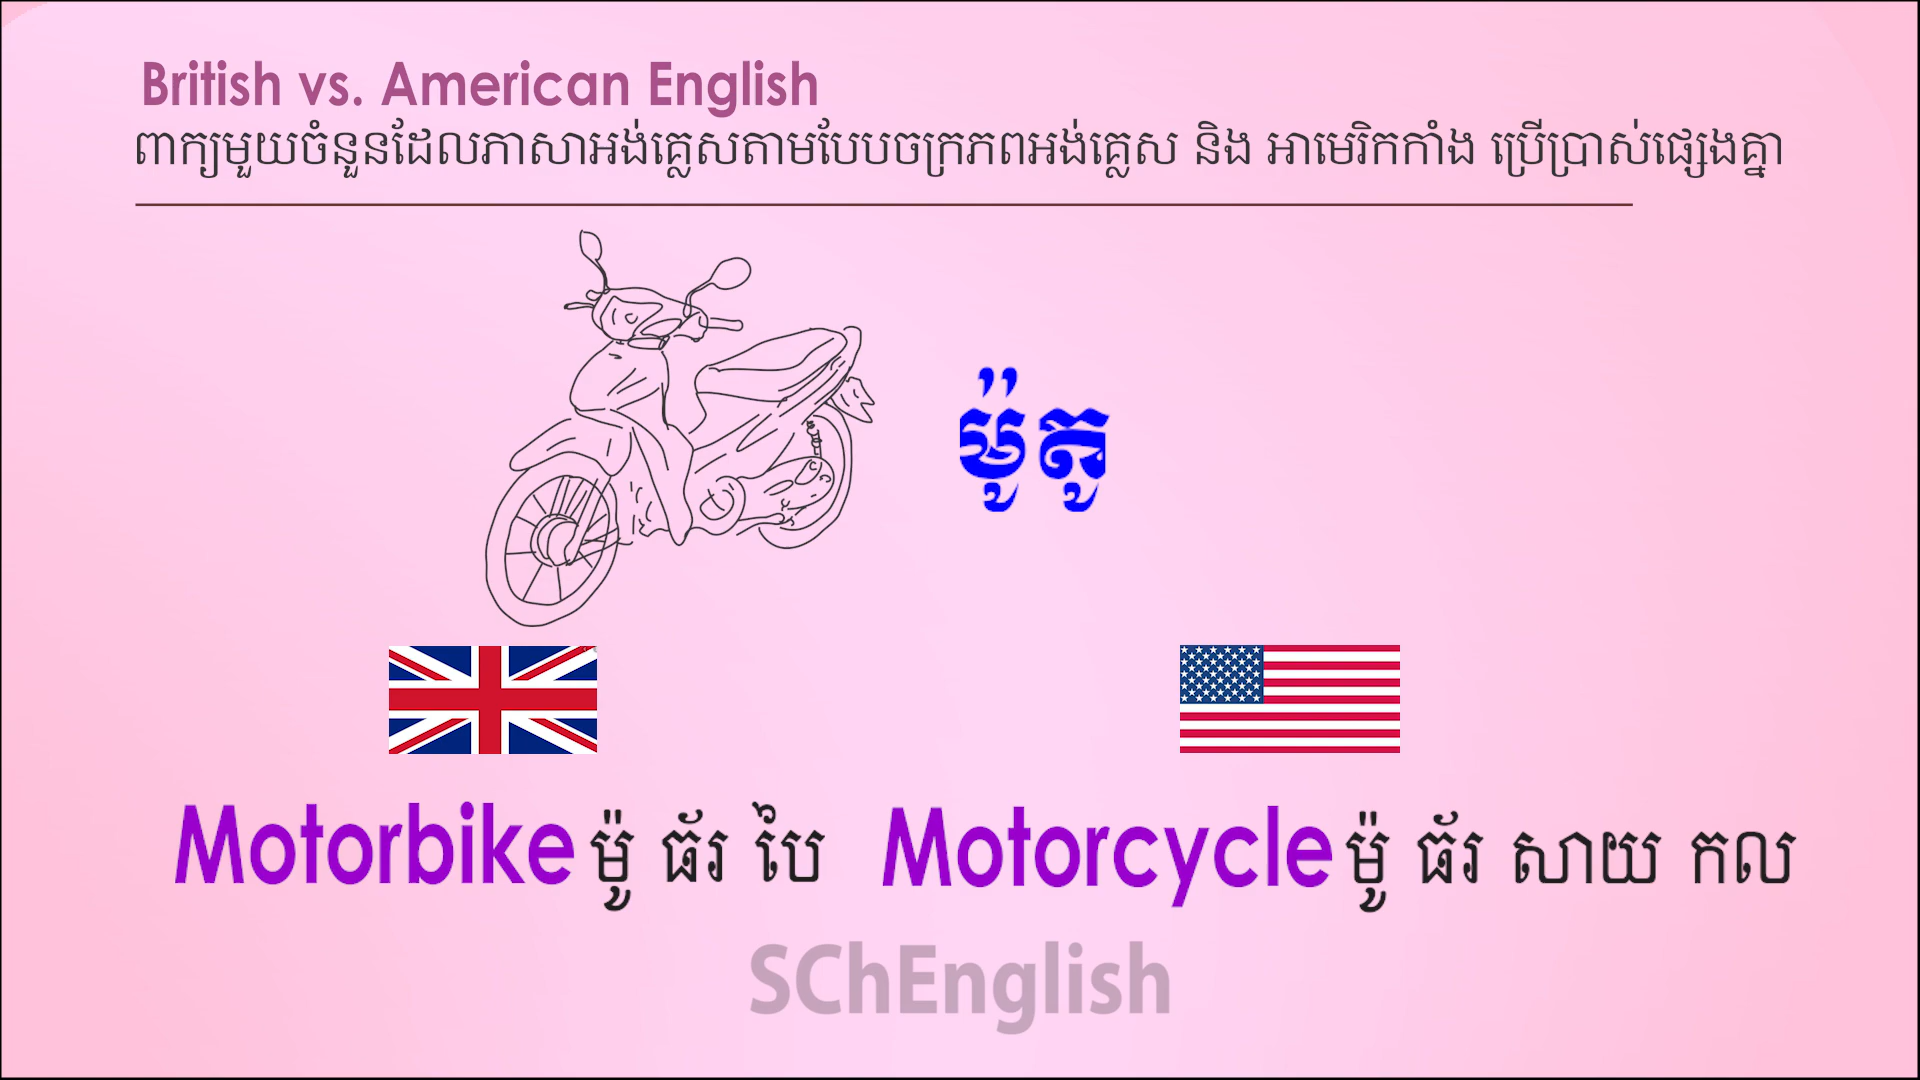 British vs. American English
ពាក្យមួយចំនួនដែលភាសាអង់គ្លេសតាមបែបចក្រភពអង់គ្លេស និង អាមេរិកកាំង ប្រើប្រាស់ផ្សេងគ្នា
ម៉ូតូ
Motorbike ម៉ូ ធ័រ បៃ Motorcycle ម៉ូ ធ័រ សាយ កល
SChEnglish